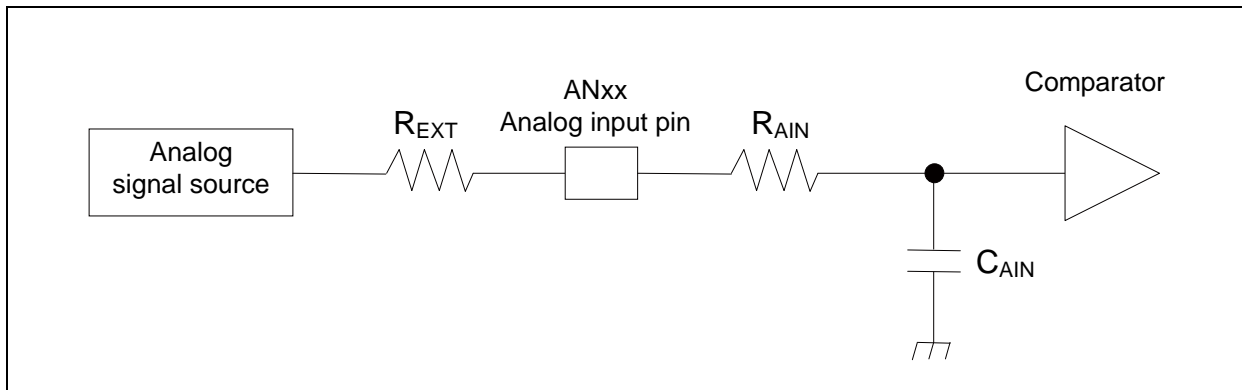 Analog
signal source
REXT
ANxx
Analog input pin
RAIN
Comparator
CAIN